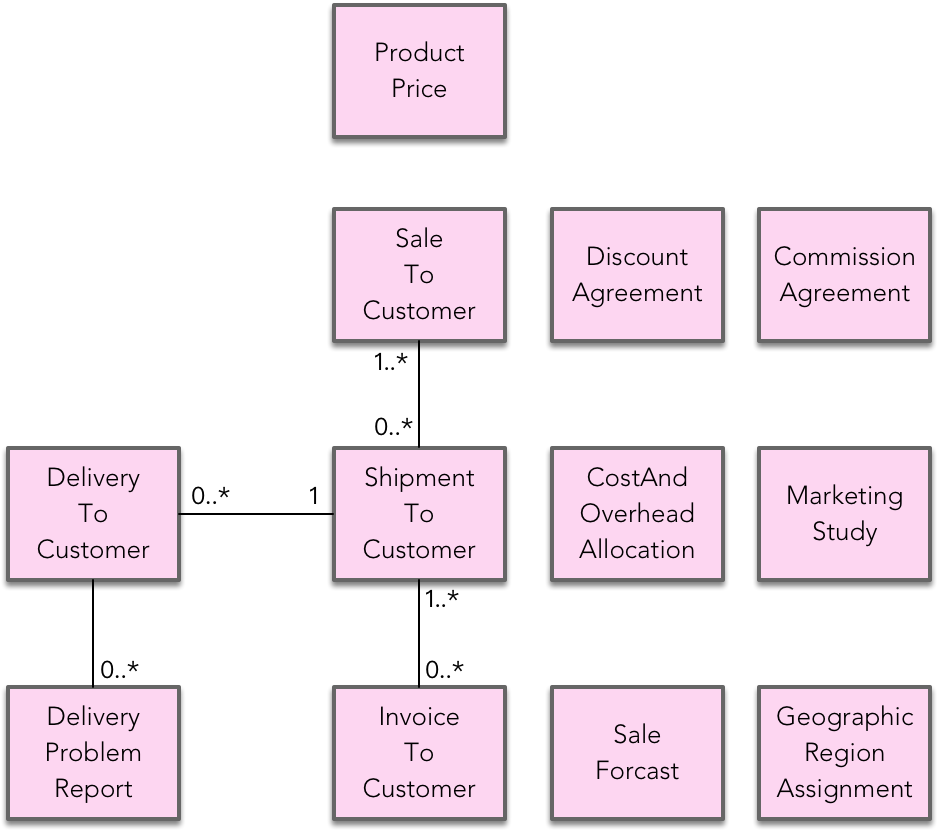 Product
Price
Sale
To
Customer
Discount
Agreement
Commission
Agreement
1..*
0..*
Delivery
To
Customer
0..*
1
Shipment
To
Customer
CostAnd
Overhead
Allocation
Marketing
Study
1..*
0..*
0..*
Delivery
Problem
Report
Invoice
To
Customer
Sale
Forcast
Geographic
Region
Assignment